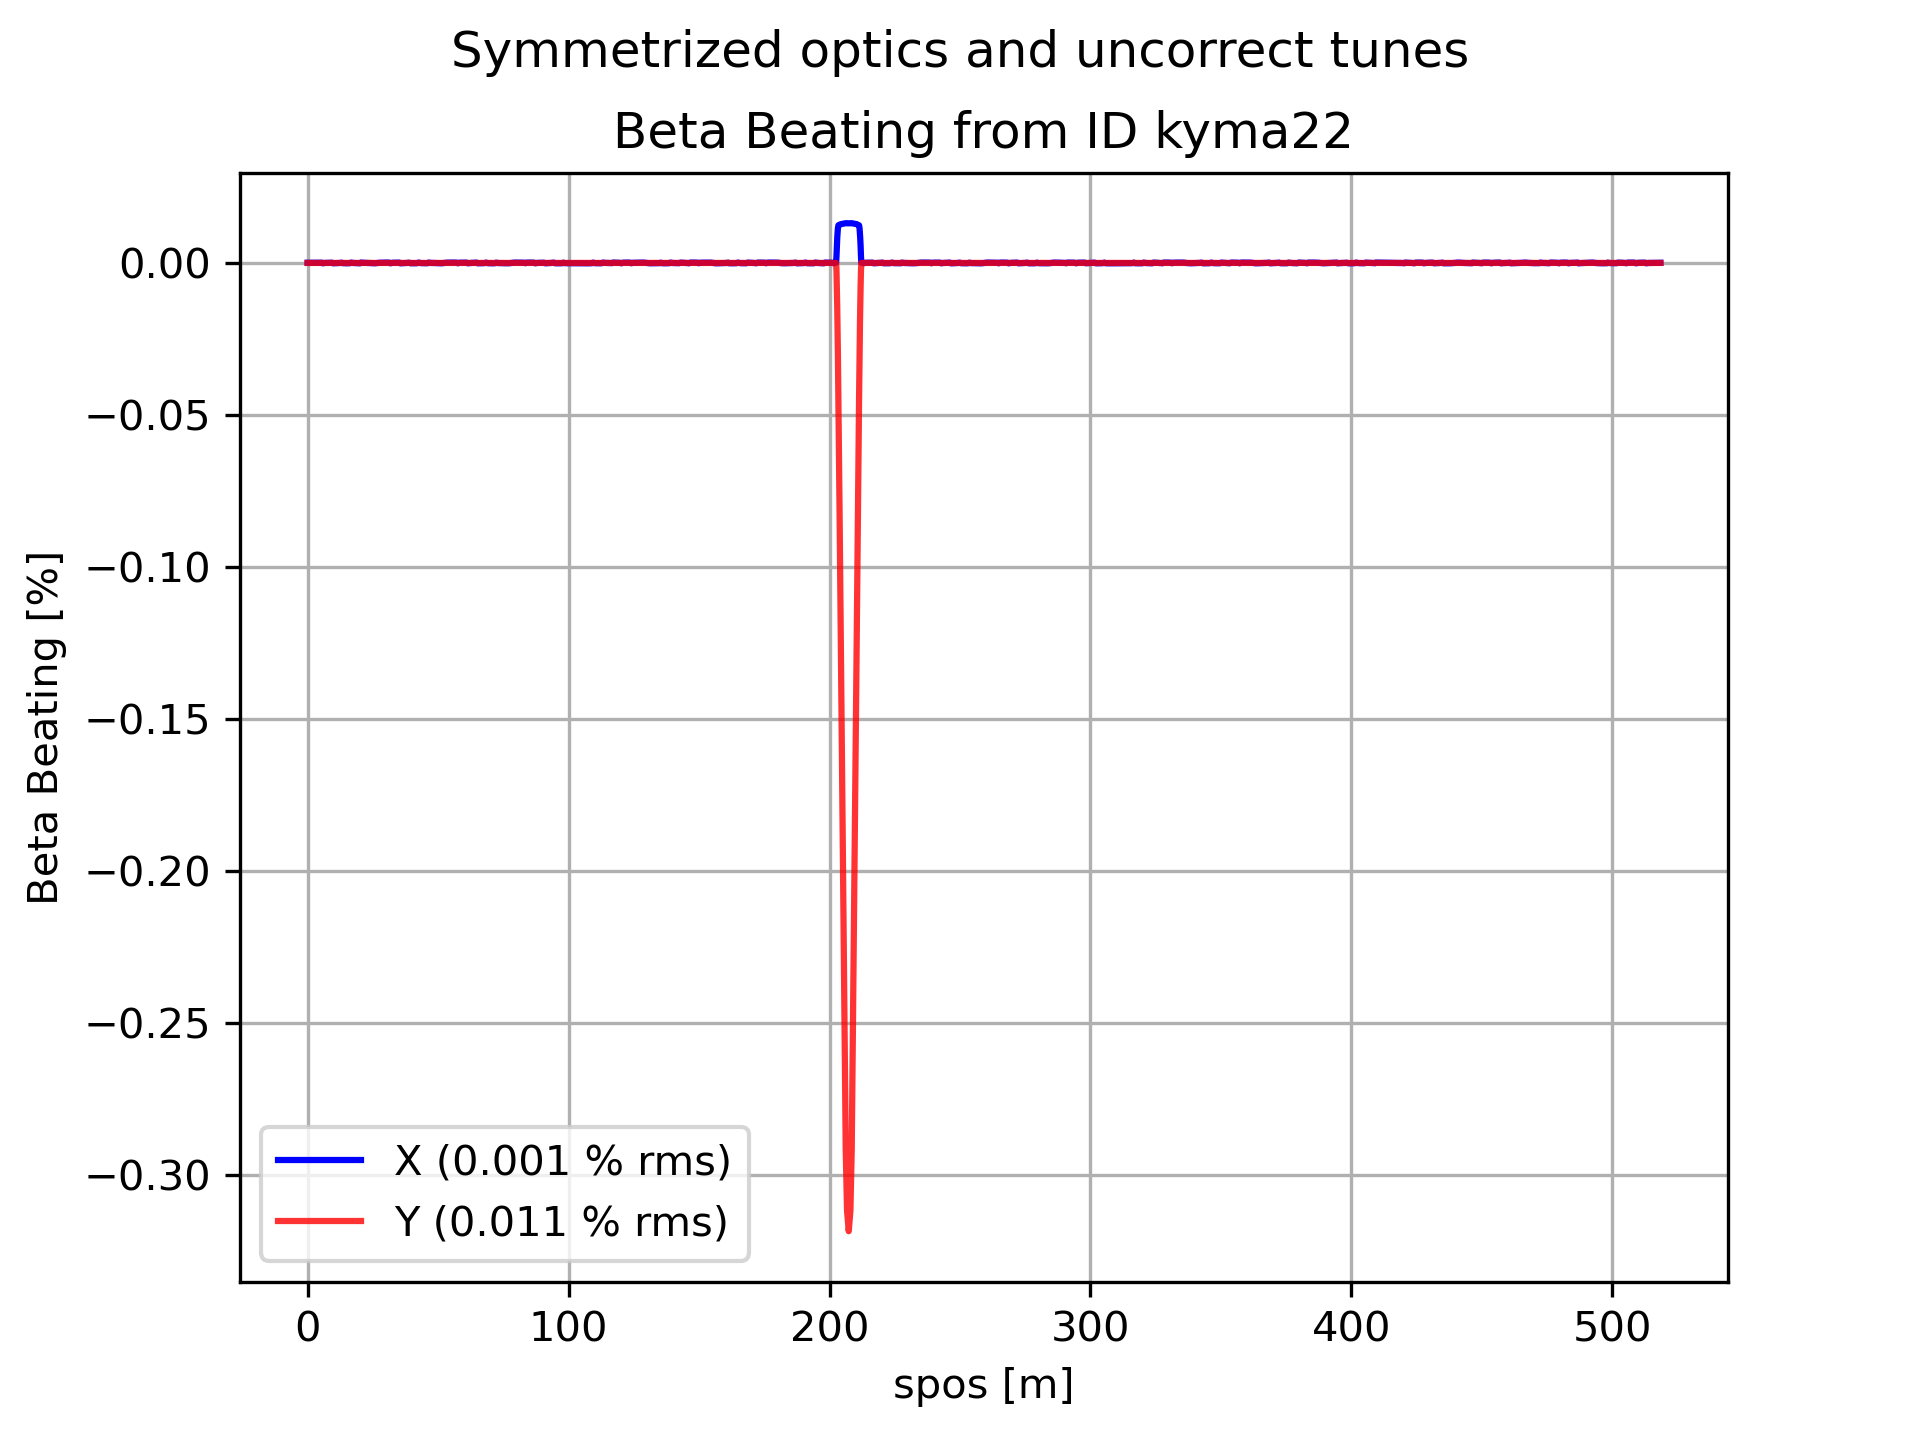 Symmetrized optics and uncorrect tunes
Beta Beating from ID kyma22
0.00
−0.05
−0.10
−0.15
−0.20
−0.25
−0.30
Beta Beating [%]
X (0.001 % rms)
Y (0.011 % rms)
0 100 200 300 400 500
spos [m]